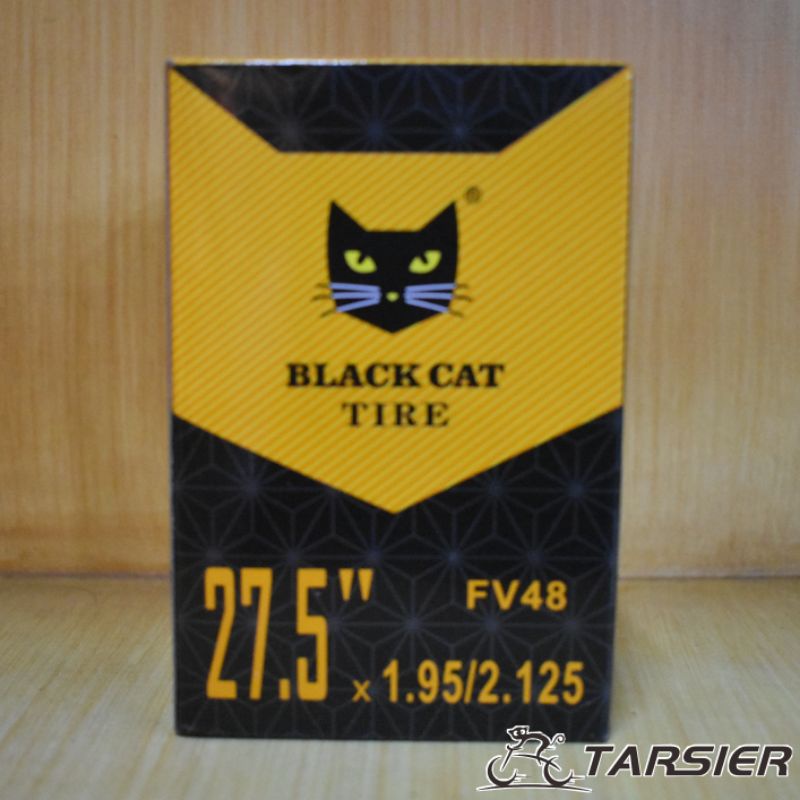 ®
BLACK CAT
TIRE
27.5" x 1.95/2.125
FV48
TARSIER